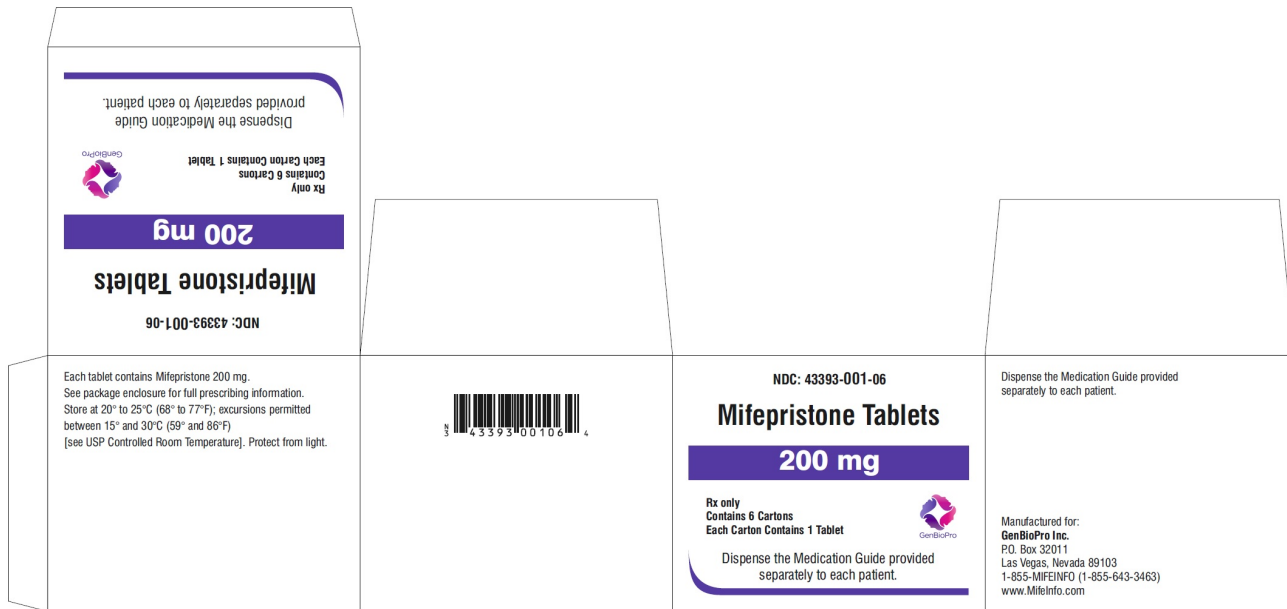 Dispense the Medication Guide
provided separately to each patient.
Rx only
Contains 6 Cartons
Each Carton Contains 1 Tablet
GenBioPro
200 mg
Mifepristone Tablets
NDC: 43393-001-06
Each tablet contains Mifepristone 200 mg.
See package enclosure for full prescribing information.
Store at 20° to 25°C (68° to 77°F); excursions permitted
between 15° and 30°C (59° and 86°F)
[see USP Controlled Room Temperature]. Protect from light.
N
3 43393 00106 4
NDC: 43393-001-06
Mifepristone Tablets
200 mg
Rx only
Contains 6 Cartons
Each Carton Contains 1 Tablet
GenBioPro
Dispense the Medication Guide provided
separately to each patient.
Dispense the Medication Guide provided
separately to each patient.
Manufactured for:
GenBioPro Inc.
P.O. Box 32011
Las Vegas, Nevada 89103
1-855-MIFEINFO (1-855-643-3463)
www.MifeInfo.com